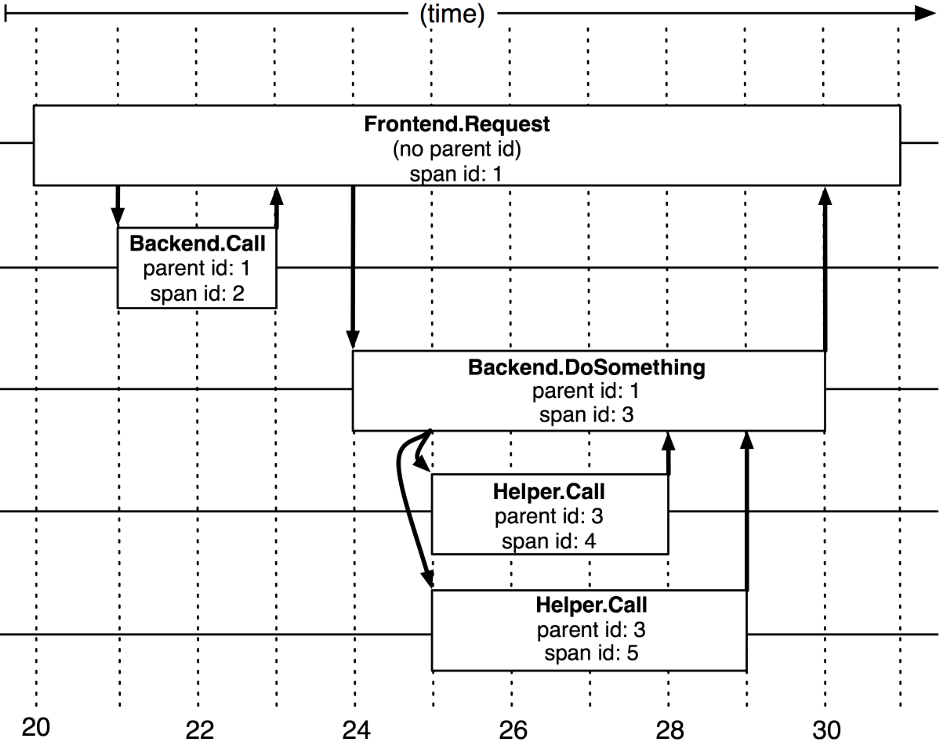 (time)
Frontend.Request
(no parent id)
span id: 1
Backend.Call
parent id: 1
span id: 2
Backend.DoSomething
parent id: 1
span id: 3
Helper.Call
parent id: 3
span id: 4
Helper.Call
parent id: 3
span id: 5
20 22 24 26 28 30